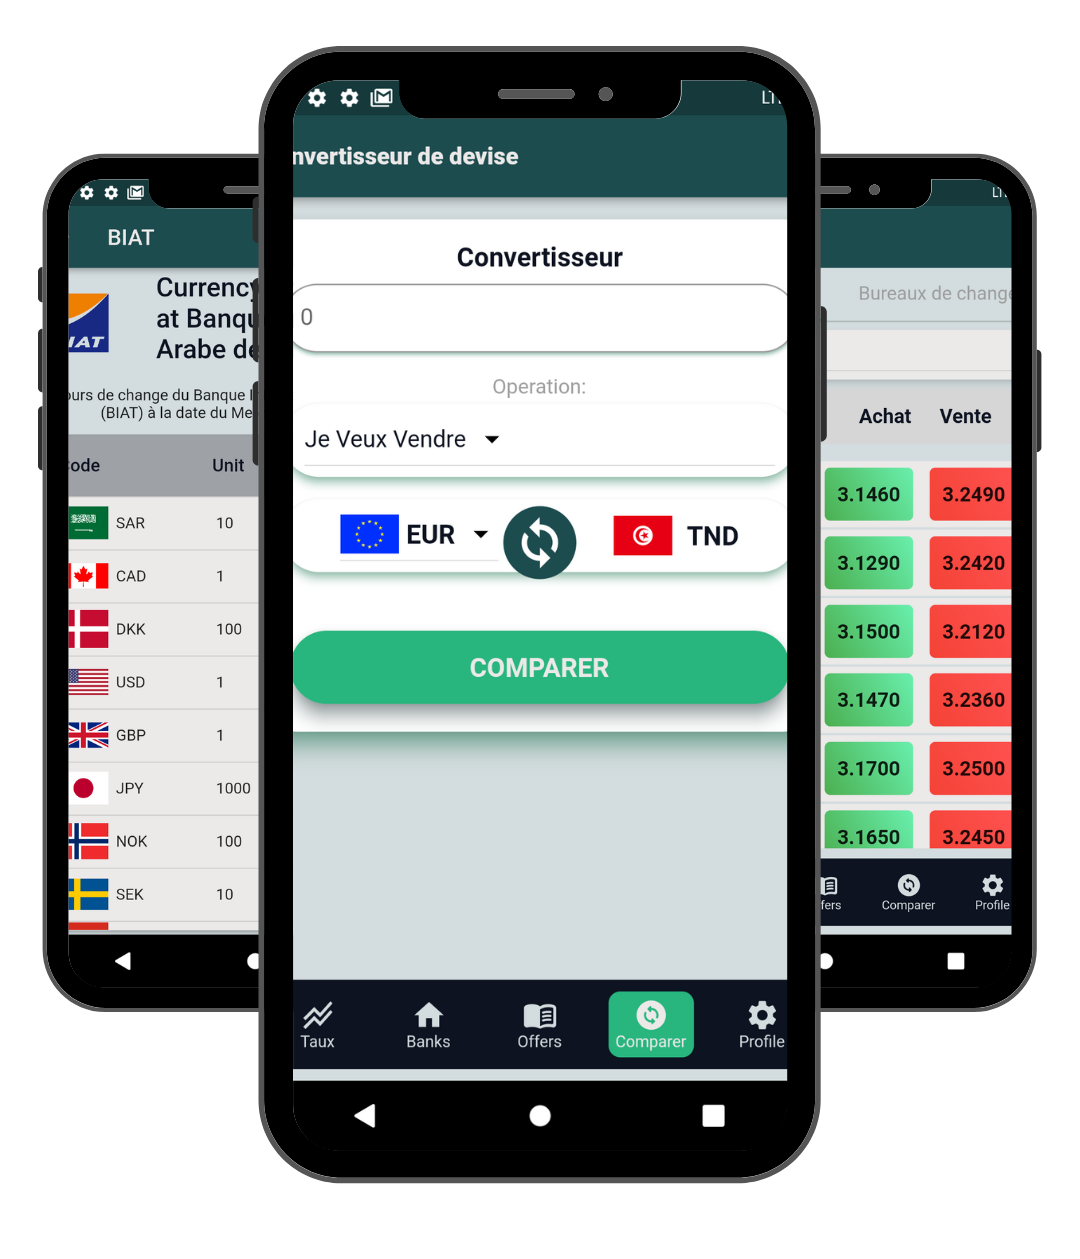 BIAT
Currency
at Banqu
Arabe de
IAT
ours de change du Banque I
(BIAT) à la date du Me
ode
Unit
SAR
10
CAD
1
DKK
100
USD
1
GBP
1
JPY
1000
NOK
100
SEK
10
LT
nvertisseur de devise
Convertisseur
0
Operation:
Je Veux Vendre
EUR
TND
COMPARER
Taux
Banks
Offers
Comparer
Profile
LT
Bureaux de change
Achat
Vente
3.1460
3.2490
3.1290
3.2420
3.1500
3.2120
3.1470
3.2360
3.1700
3.2500
3.1650
3.2450
fers
Comparer
Profile